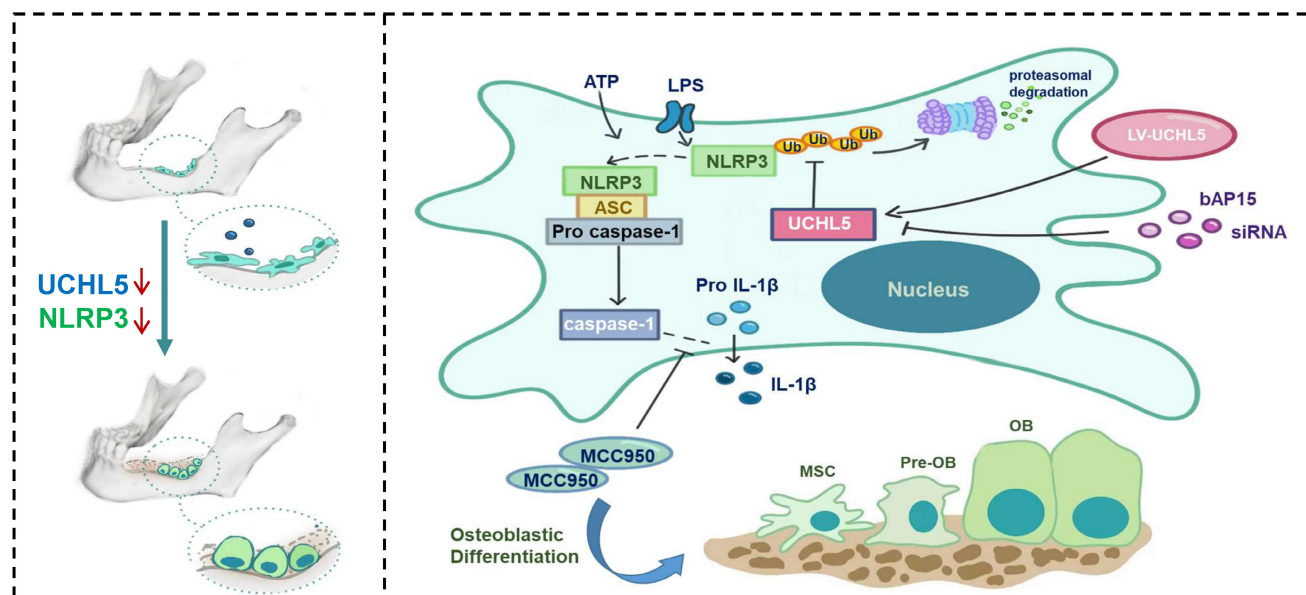 UCHL5
NLRP3
ATP
LPS
proteasomal
degradation
NLRP3
Ub
Ub
Ub
Ub
LV-UCHL5
NLRP3
ASC
Pro caspase-1
UCHL5
bAP15
siRNA
Nucleus
Pro IL-1β
caspase-1
IL-1β
MCC950
MCC950
Osteoblastic
Differentiation
MSC
Pre-OB
OB